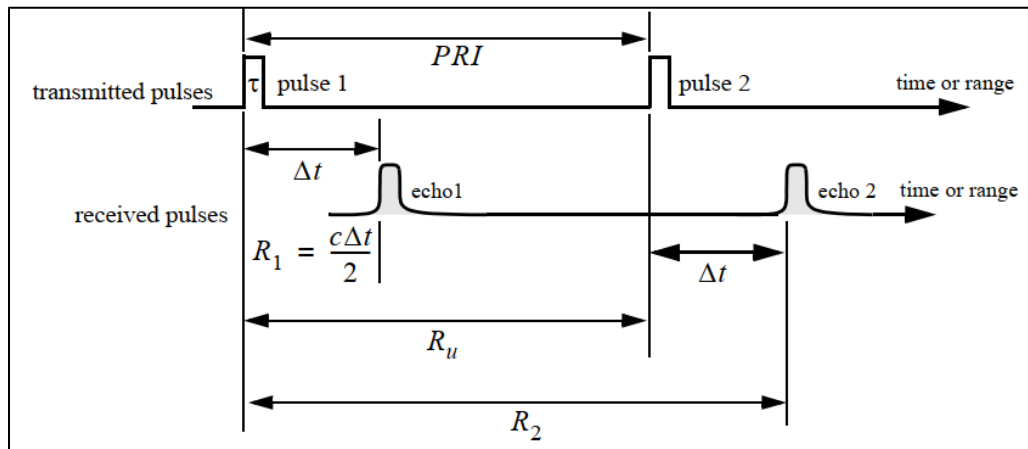 PRI
transmitted pulses τ pulse 1 pulse 2 time or range
Δt
received pulses echo1 echo 2 time or range
R₁ = cΔt/2
Δt
Rᵤ
R₂